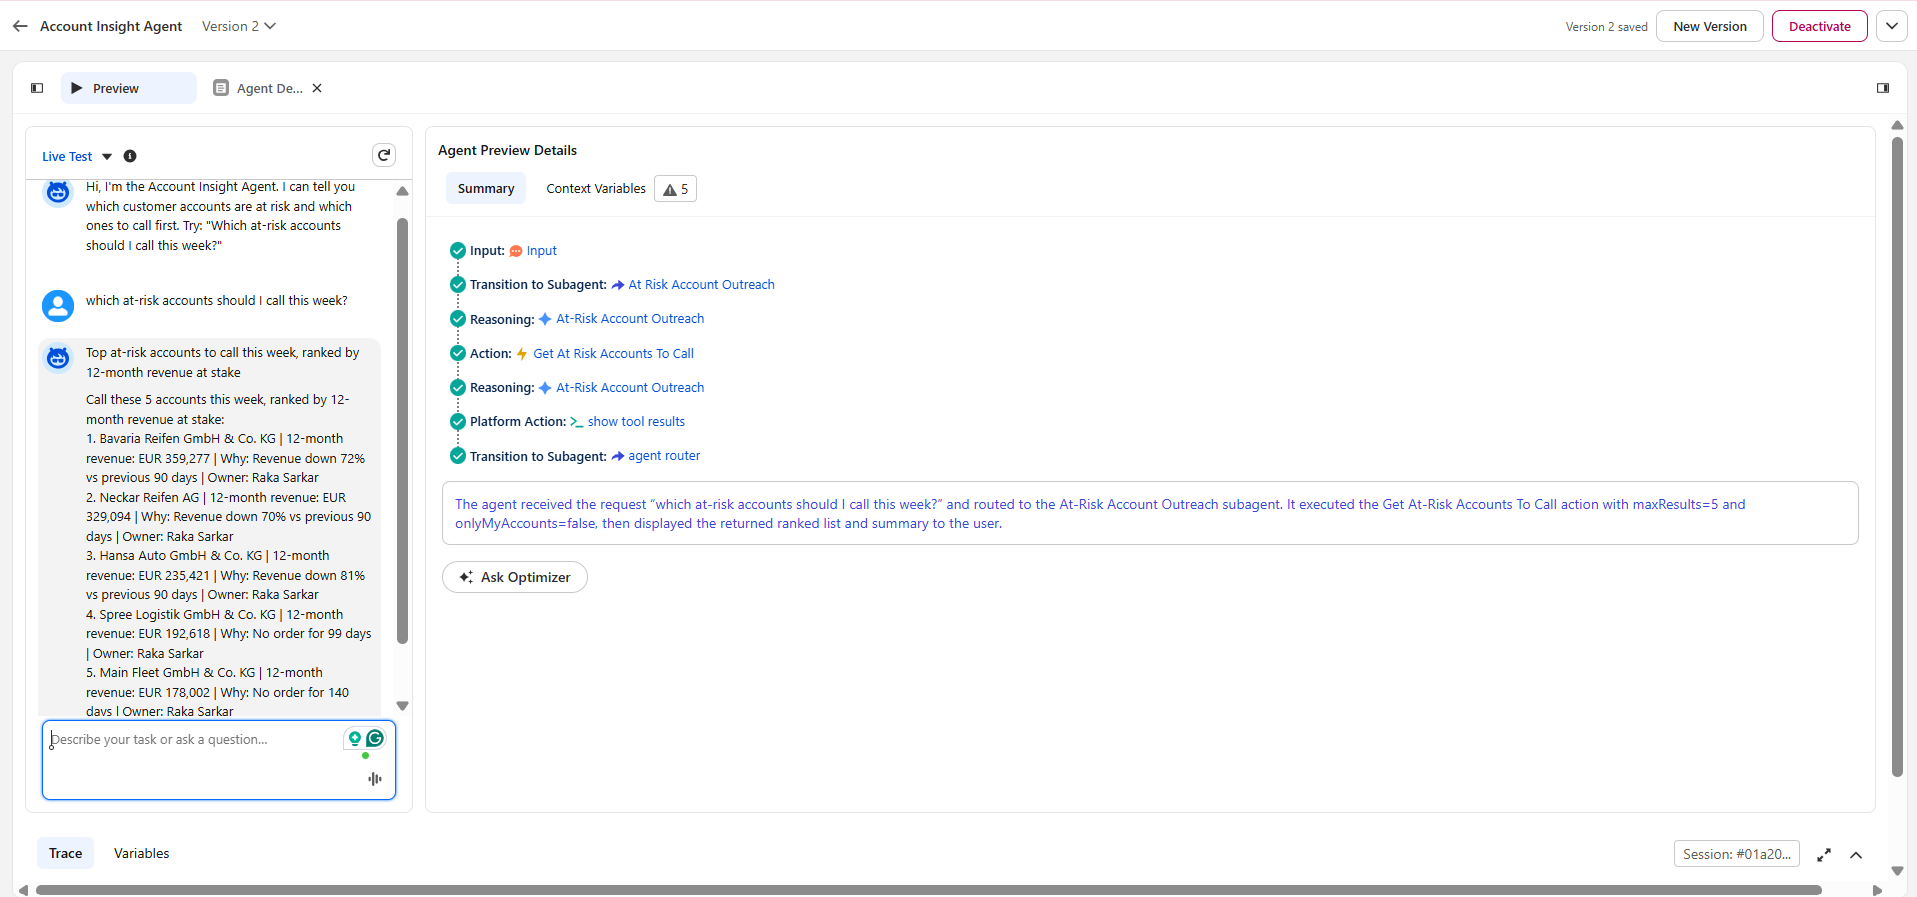 Account Insight Agent
Version 2
Version 2 saved
New Version
Deactivate
Preview
Agent De...
Live Test
Hi, I'm the Account Insight Agent. I can tell you
which customer accounts are at risk and which
ones to call first. Try: "Which at-risk accounts
should I call this week?"
which at-risk accounts should I call this week?
Top at-risk accounts to call this week, ranked by
12-month revenue at stake
Call these 5 accounts this week, ranked by 12-
month revenue at stake:
1. Bavaria Reifen GmbH & Co. KG | 12-month
revenue: EUR 359,277 | Why: Revenue down 72%
vs previous 90 days | Owner: Raka Sarkar
2. Neckar Reifen AG | 12-month revenue: EUR
329,094 | Why: Revenue down 70% vs previous 90
days | Owner: Raka Sarkar
3. Hansa Auto GmbH & Co. KG | 12-month
revenue: EUR 235,421 | Why: Revenue down 81%
vs previous 90 days | Owner: Raka Sarkar
4. Spree Logistik GmbH & Co. KG | 12-month
revenue: EUR 192,618 | Why: No order for 99 days
| Owner: Raka Sarkar
5. Main Fleet GmbH & Co. KG | 12-month
revenue: EUR 178,002 | Why: No order for 140
days | Owner: Raka Sarkar
Describe your task or ask a question...
Agent Preview Details
Summary
Context Variables
5
Input: Input
Transition to Subagent: At Risk Account Outreach
Reasoning: At-Risk Account Outreach
Action: Get At Risk Accounts To Call
Reasoning: At-Risk Account Outreach
Platform Action: show tool results
Transition to Subagent: agent router
The agent received the request “which at-risk accounts should I call this week?” and routed to the At-Risk Account Outreach subagent. It executed the Get At-Risk Accounts To Call action with maxResults=5 and
onlyMyAccounts=false, then displayed the returned ranked list and summary to the user.
Ask Optimizer
Trace
Variables
Session: #01a20...